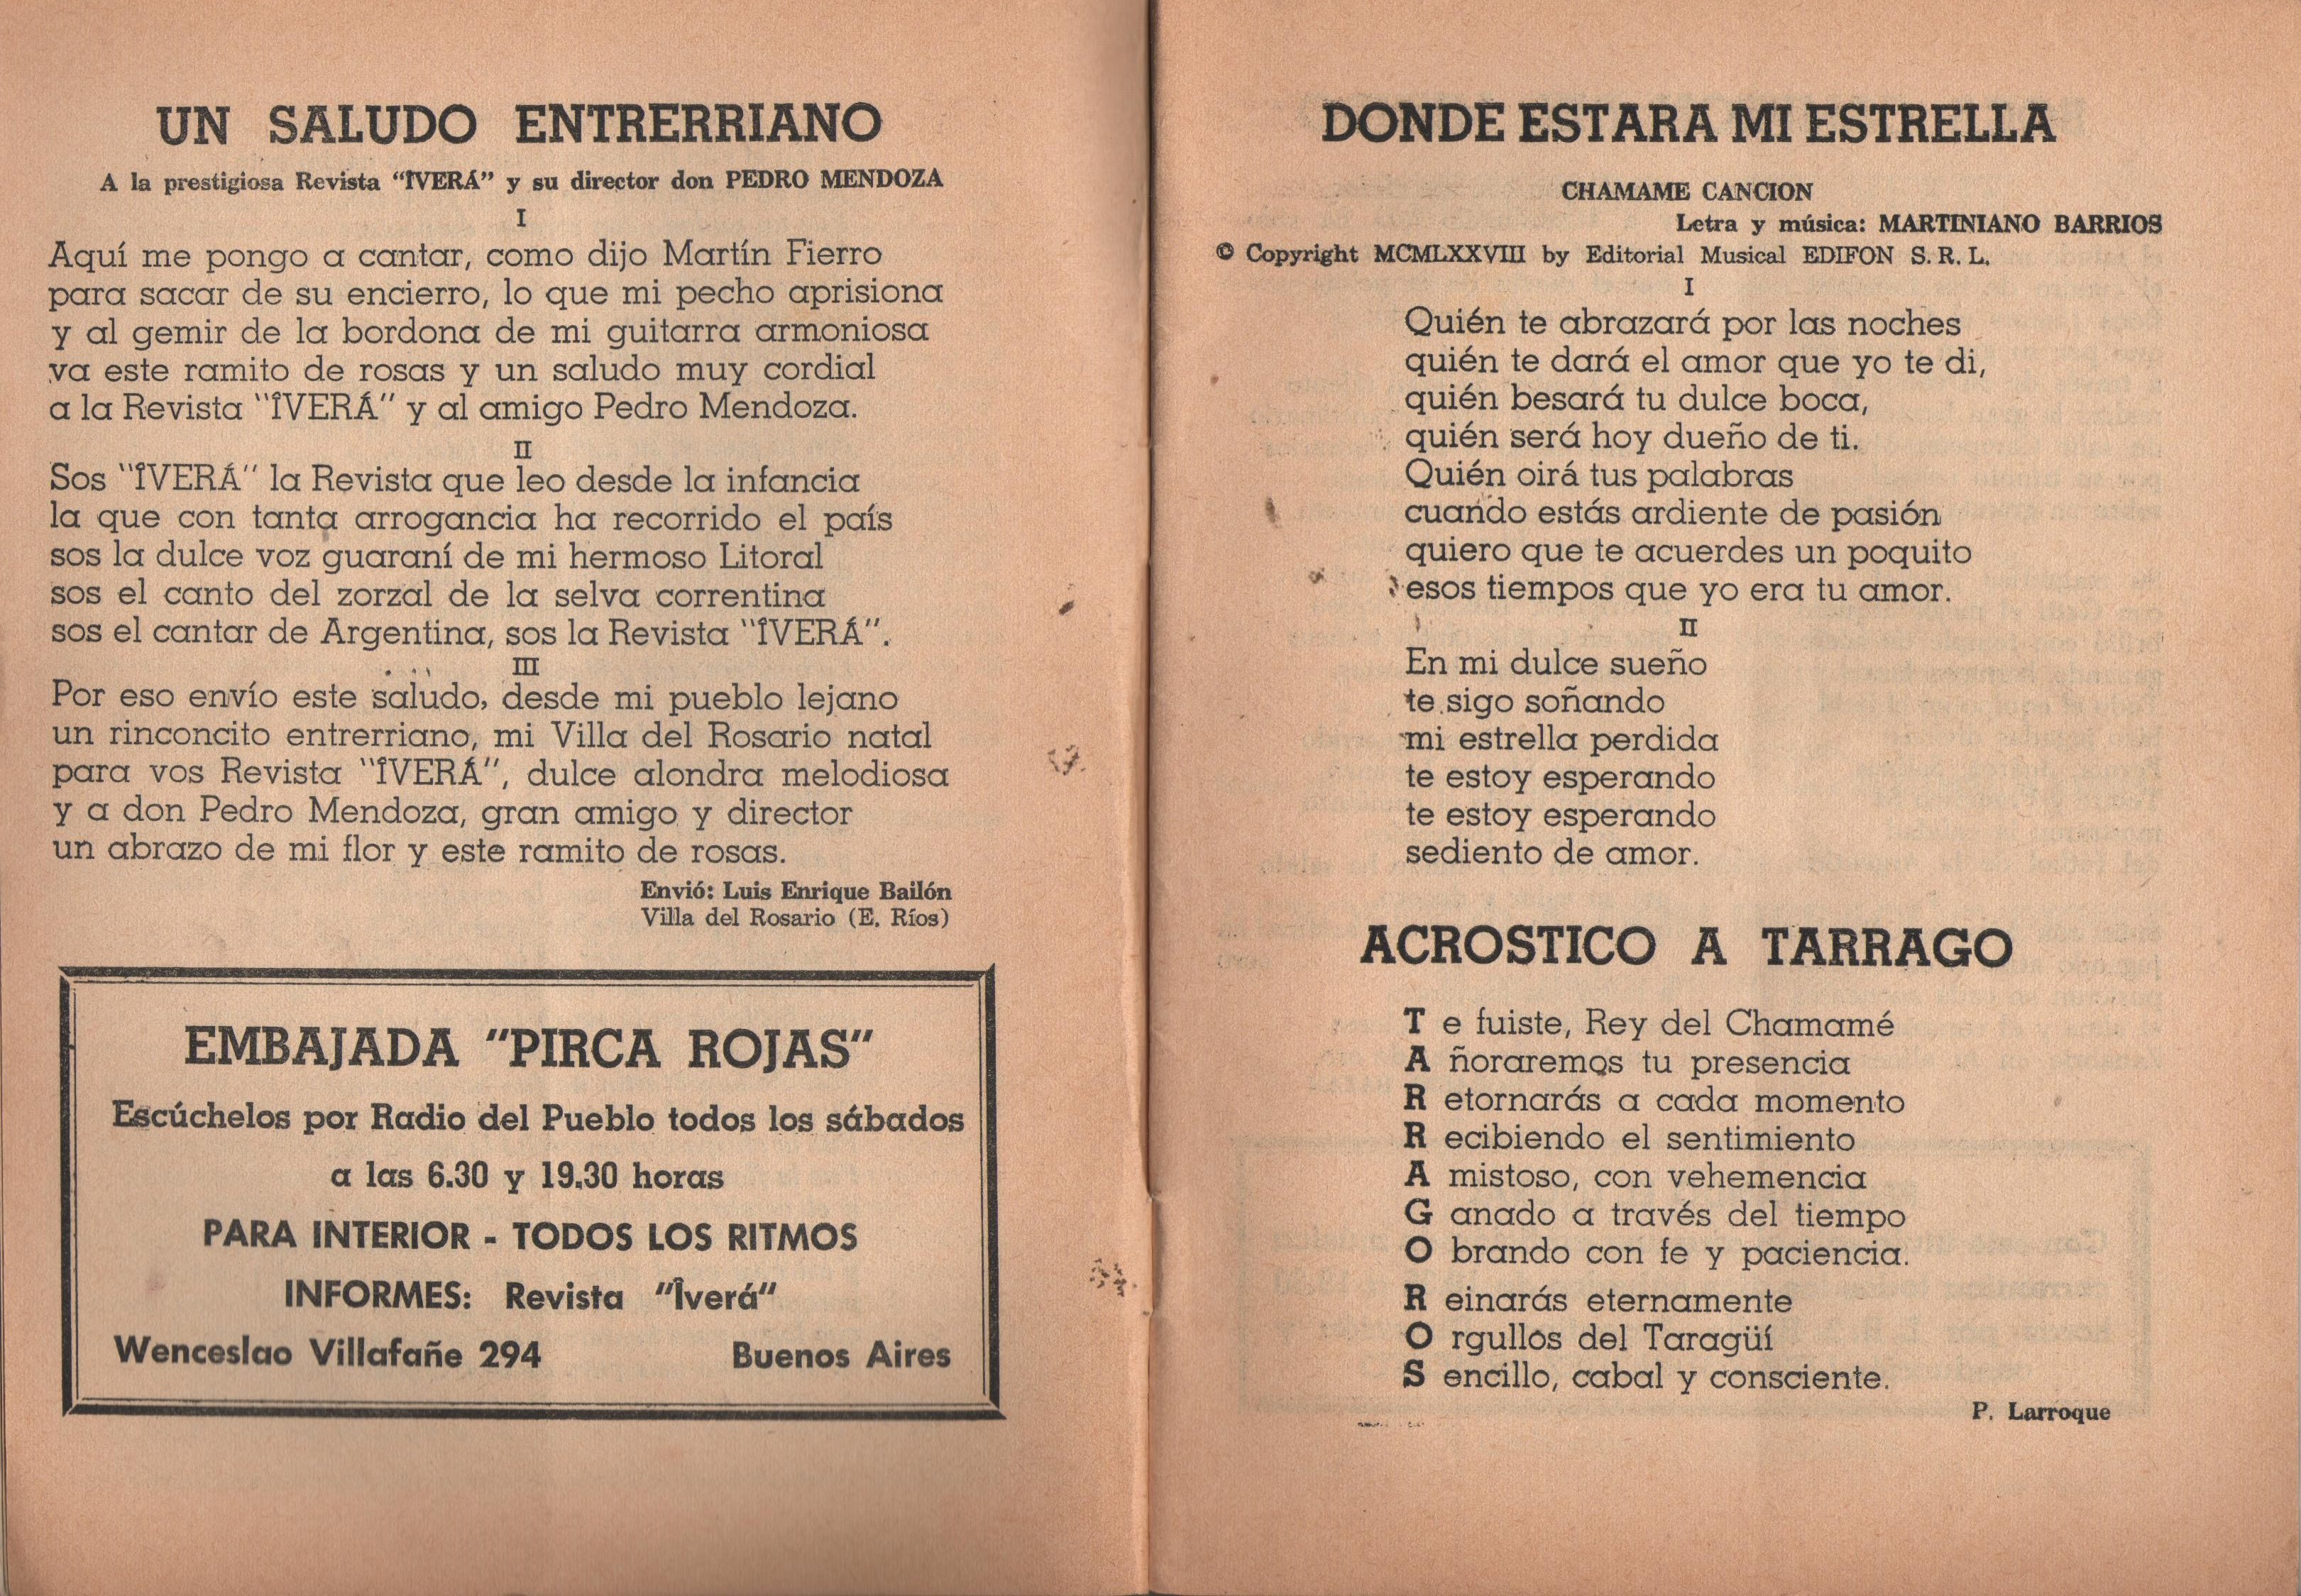 UN SALUDO ENTRERRIANO
A la prestigiosa Revista “ÎVERÁ” y su director don PEDRO MENDOZA
I
Aquí me pongo a cantar, como dijo Martín Fierro
para sacar de su encierro, lo que mi pecho aprisiona
y al gemir de la bordona de mi guitarra armoniosa
va este ramito de rosas y un saludo muy cordial
a la Revista “ÎVERÁ” y al amigo Pedro Mendoza.
II
Sos “ÎVERÁ” la Revista que leo desde la infancia
la que con tanta arrogancia ha recorrido el país
sos la dulce voz guaraní de mi hermoso Litoral
sos el canto del zorzal de la selva correntina
sos el cantar de Argentina, sos la Revista “ÎVERÁ”.
III
Por eso envío este saludo, desde mi pueblo lejano
un rinconcito entrerriano, mi Villa del Rosario natal
para vos Revista “ÎVERÁ”, dulce alondra melodiosa
y a don Pedro Mendoza, gran amigo y director
un abrazo de mi flor y este ramito de rosas.
Envió: Luis Enrique Bailón
Villa del Rosario (E. Ríos)
EMBAJADA “PIRCA ROJAS”
Escúchelos por Radio del Pueblo todos los sábados
a las 6.30 y 19.30 horas
PARA INTERIOR - TODOS LOS RITMOS
INFORMES: Revista “Îverá”
Wenceslao Villafañe 294 Buenos Aires
DONDE ESTARA MI ESTRELLA
CHAMAME CANCION
Letra y música: MARTINIANO BARRIOS
© Copyright MCMLXXVIII by Editorial Musical EDIFON S. R. L.
I
Quién te abrazará por las noches
quién te dará el amor que yo te di,
quién besará tu dulce boca,
quién será hoy dueño de ti.
Quién oirá tus palabras
cuando estás ardiente de pasión
quiero que te acuerdes un poquito
esos tiempos que yo era tu amor.
II
En mi dulce sueño
te sigo soñando
mi estrella perdida
te estoy esperando
te estoy esperando
sediento de amor.
ACROSTICO A TARRAGO
T e fuiste, Rey del Chamamé
A ñoraremos tu presencia
R etornarás a cada momento
R ecibiendo el sentimiento
A mistoso, con vehemencia
G anado a través del tiempo
O brando con fe y paciencia.
R einarás eternamente
O rgullos del Taragüí
S encillo, cabal y consciente.
P. Larroque